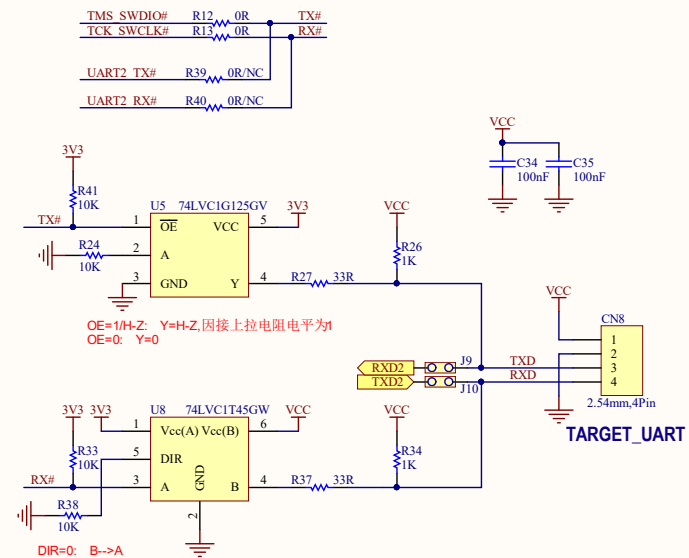 TMS_SWDIO# R12 0R TX#
TCK_SWCLK# R13 0R RX#
UART2_TX# R39 0R/NC
UART2_RX# R40 0R/NC
VCC
C34 C35
100nF 100nF
3V3
R41
10K
U5 74LVC1G125GV
3V3
VCC
TX#
1 OE VCC 5
R24
10K
2 A
3 GND Y 4
R27 33R
R26
1K
OE=1/H-Z: Y=H-Z,因接上拉电阻电平为1
OE=0: Y=0
VCC
CN8
1
2
3
4
RXD2 J9 TXD
TXD2 J10 RXD
2.54mm,4Pin
TARGET_UART
3V3 3V3
U8 74LVC1T45GW
VCC VCC
1 Vcc(A) Vcc(B) 6
R33
10K
5 DIR
RX#
3 A GND B 4
2
R37 33R
R34
1K
R38
10K
DIR=0: B-->A